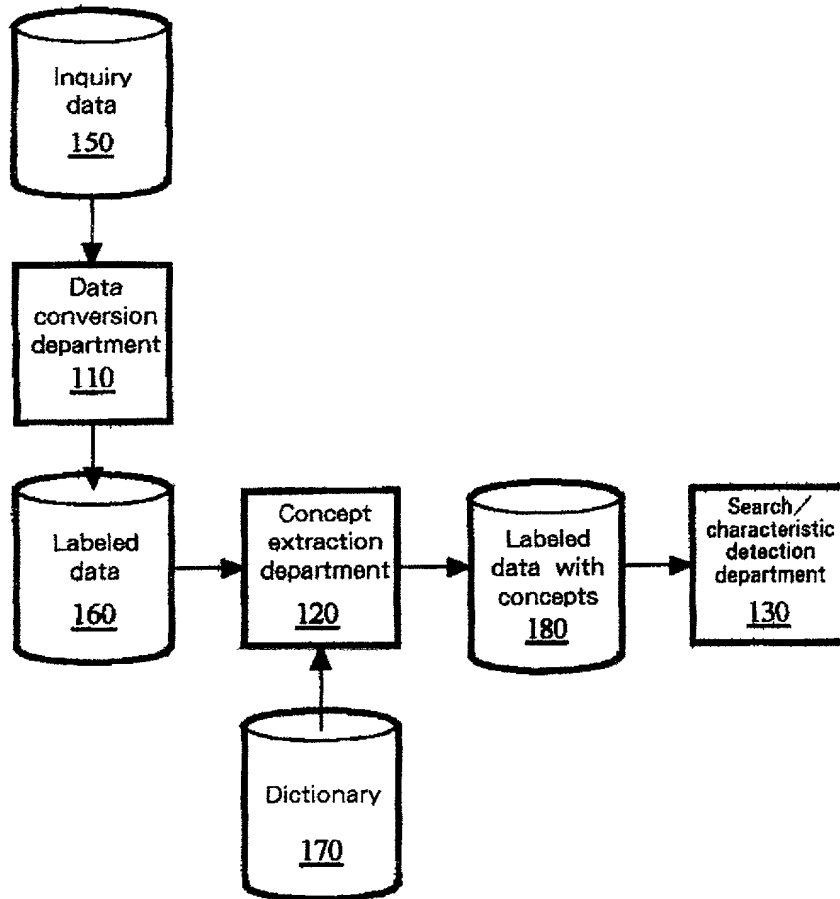 Inquiry
data
150
Data
conversion
department
110
Labeled
data
160
Concept
extraction
department
120
Labeled
data with
concepts
180
Search/
characteristic
detection
department
130
Dictionary
170